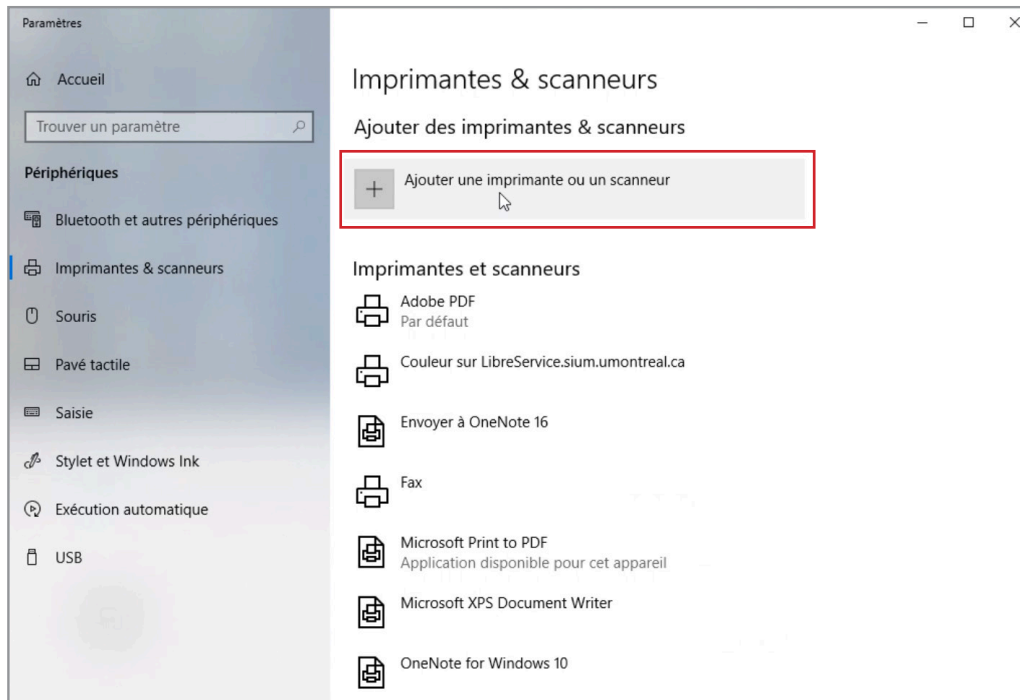 Paramètres
Accueil
Trouver un paramètre
Périphériques
Bluetooth et autres périphériques
Imprimantes & scanneurs
Souris
Pavé tactile
Saisie
Stylet et Windows Ink
Exécution automatique
USB
Imprimantes & scanneurs
Ajouter des imprimantes & scanneurs
Ajouter une imprimante ou un scanneur
Imprimantes et scanneurs
Adobe PDF
Par défaut
Couleur sur LibreService.sium.umontreal.ca
Envoyer à OneNote 16
Fax
Microsoft Print to PDF
Application disponible pour cet appareil
Microsoft XPS Document Writer
OneNote for Windows 10